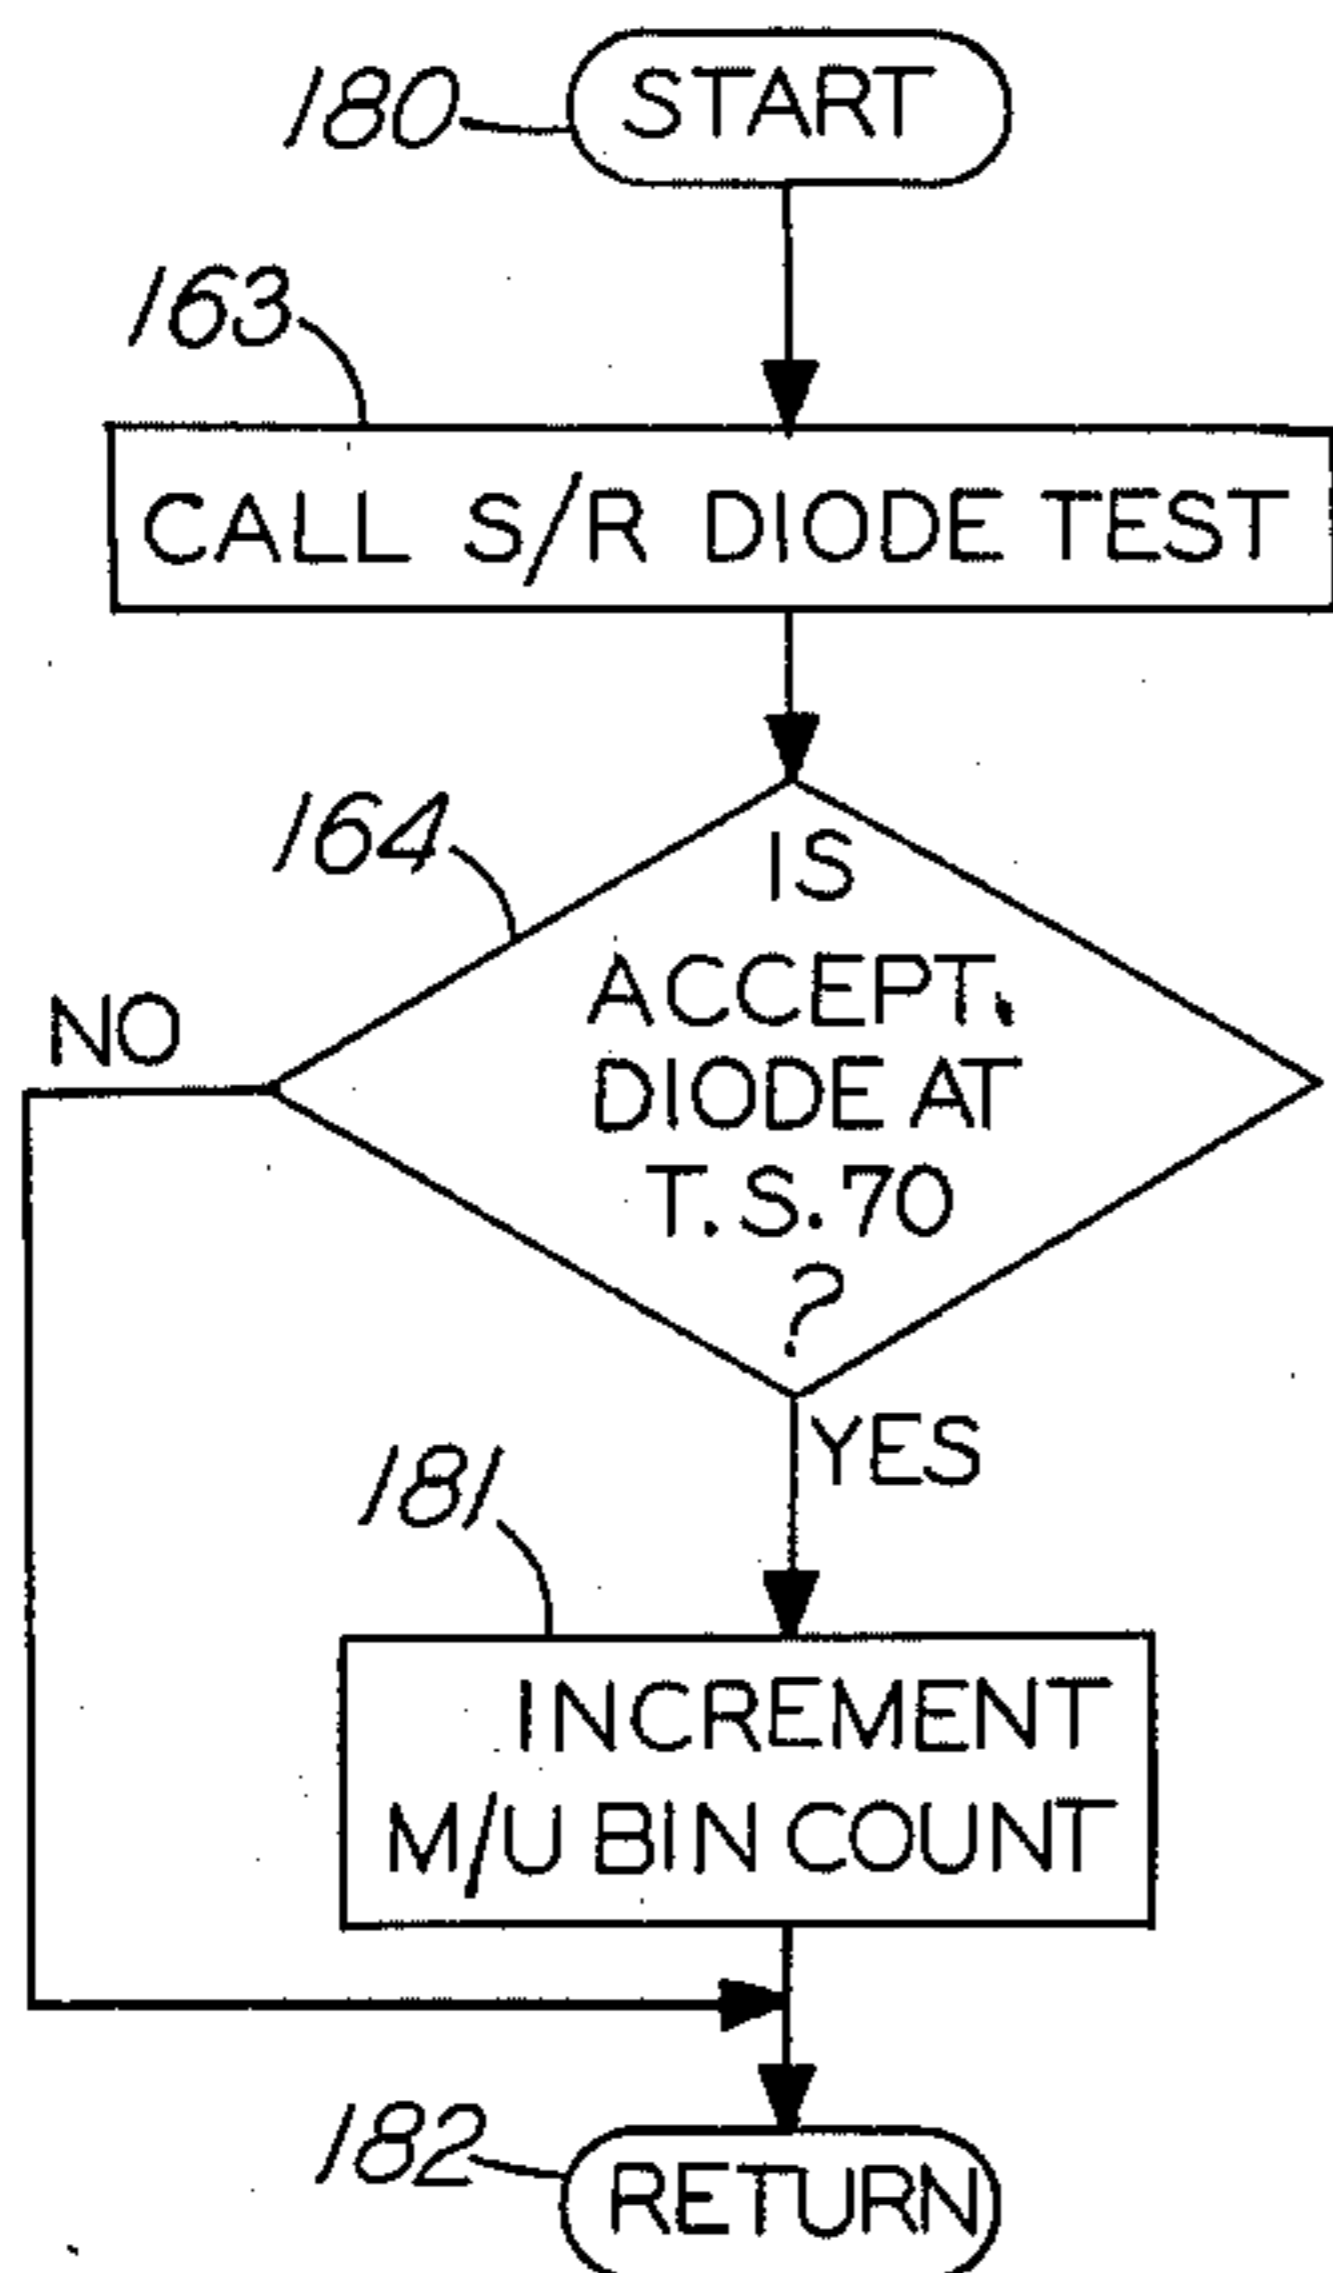 180
START
163
CALL S/R DIODE TEST
164
IS
ACCEPT.
DIODE AT
T.S.70
?
NO
YES
181
INCREMENT
M/U BIN COUNT
182
RETURN